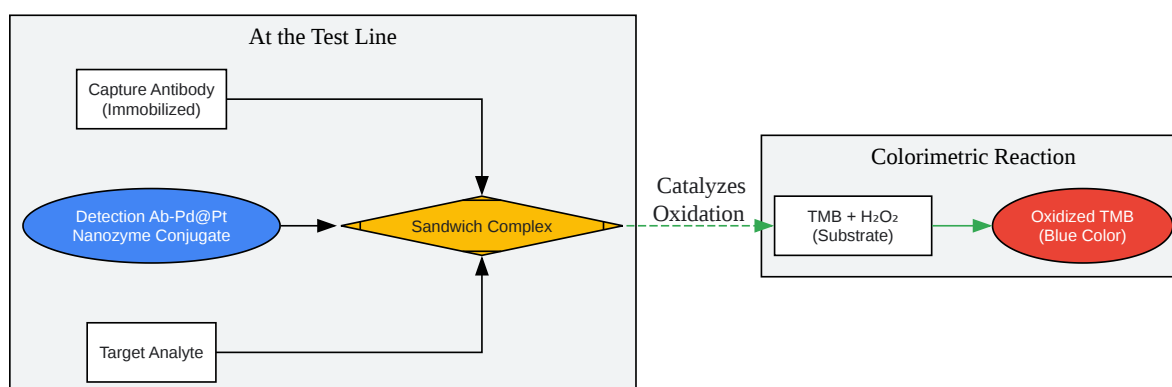 At the Test Line
Capture Antibody
(Immobilized)
Detection Ab-Pd@Pt
Nanozyme Conjugate
Target Analyte
Sandwich Complex
Catalyzes
Oxidation
Colorimetric Reaction
TMB + H₂O₂
(Substrate)
Oxidized TMB
(Blue Color)